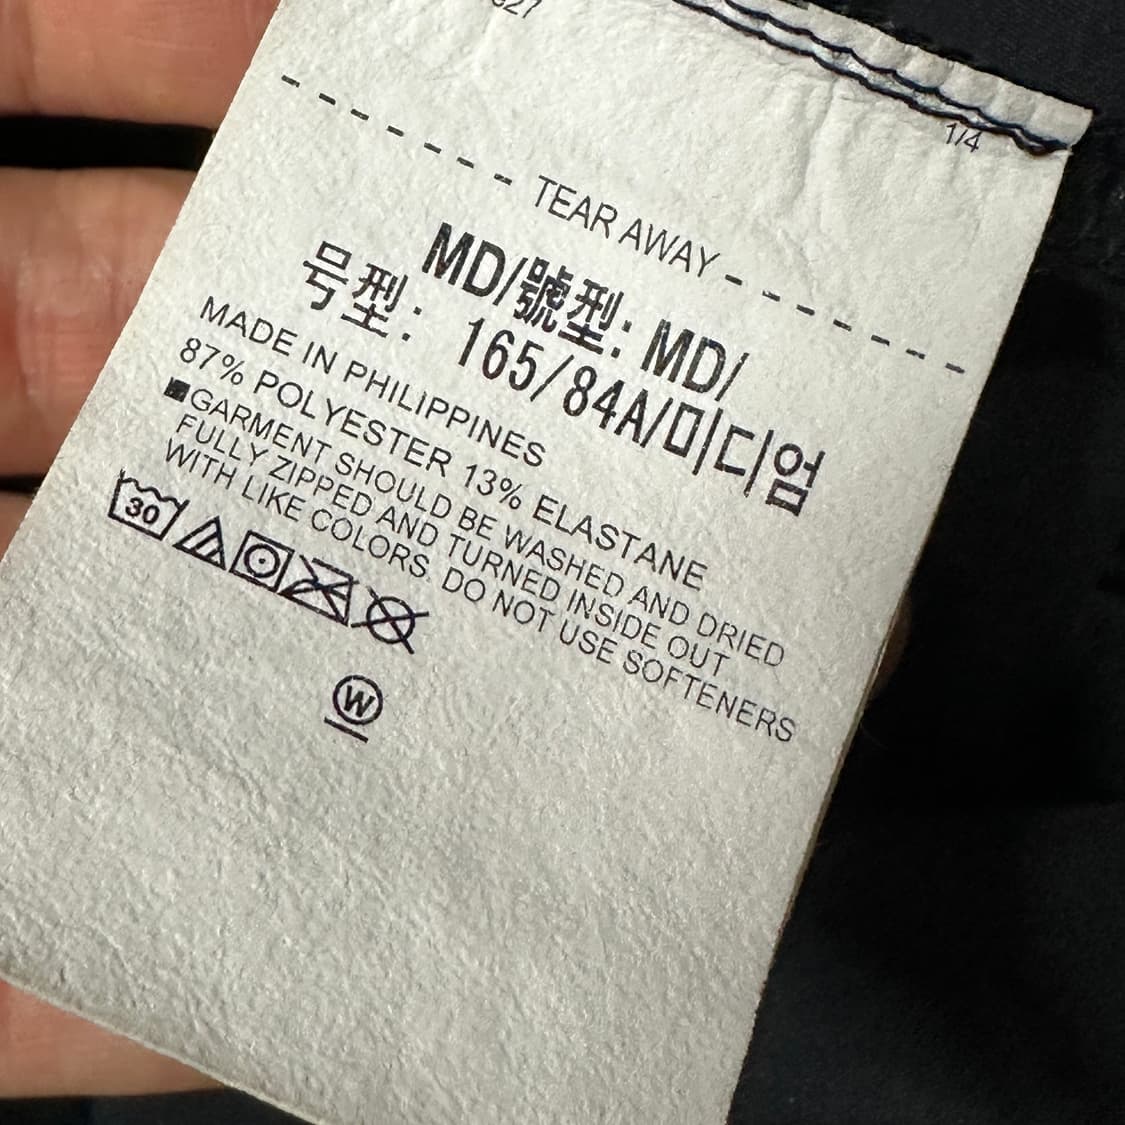 327
1/4
TEAR AWAY
MD/號型: MD/
号型: 165/84A/미디엄
MADE IN PHILIPPINES
87% POLYESTER 13% ELASTANE
■GARMENT SHOULD BE WASHED AND DRIED
FULLY ZIPPED AND TURNED INSIDE OUT
WITH LIKE COLORS. DO NOT USE SOFTENERS
30
W